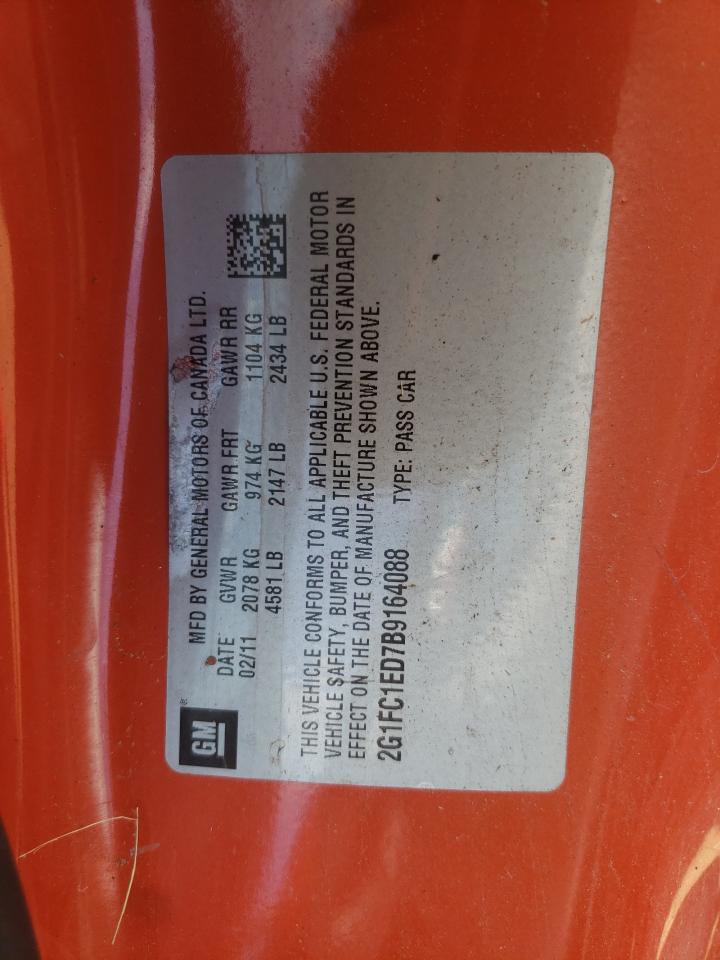 GM
MFD BY GENERAL MOTORS OF CANADA LTD.
DATE GVWR GAWR FRT GAWR RR
02/11 2078 KG 974 KG 1104 KG
4581 LB 2147 LB 2434 LB
THIS VEHICLE CONFORMS TO ALL APPLICABLE U.S. FEDERAL MOTOR
VEHICLE SAFETY, BUMPER, AND THEFT PREVENTION STANDARDS IN
EFFECT ON THE DATE OF MANUFACTURE SHOWN ABOVE.
2G1FC1ED7B9164088 TYPE: PASS CAR